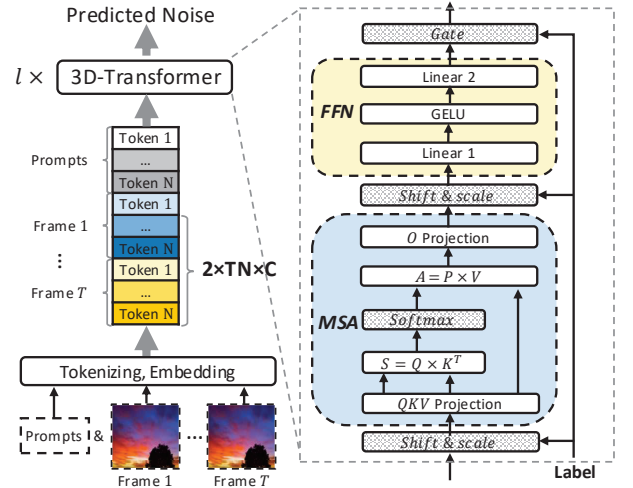 Predicted Noise
l × 3D-Transformer
Token 1
Prompts
...
Token N
Token 1
Frame 1
...
Token N
⋮
Token 1
Frame T
...
Token N
2×TN×C
Tokenizing, Embedding
Prompts & ...
Frame 1
Frame T
Gate
FFN
Linear 2
GELU
Linear 1
Shift & scale
MSA
O Projection
A = P × V
Softmax
S = Q × K^T
QKV Projection
Shift & scale
Label